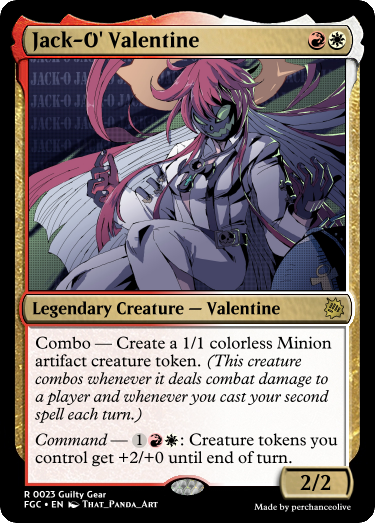 Jack-O' Valentine
JACK-O JACK-O JA
Legendary Creature — Valentine
Combo — Create a 1/1 colorless Minion
artifact creature token. (This creature
combos whenever it deals combat damage to
a player and whenever you cast your second
spell each turn.)
Command — 1: Creature tokens you
control get +2/+0 until end of turn.
2/2
R 0023 Guilty Gear
FGC • EN That_Panda_Art
Made by perchanceolive